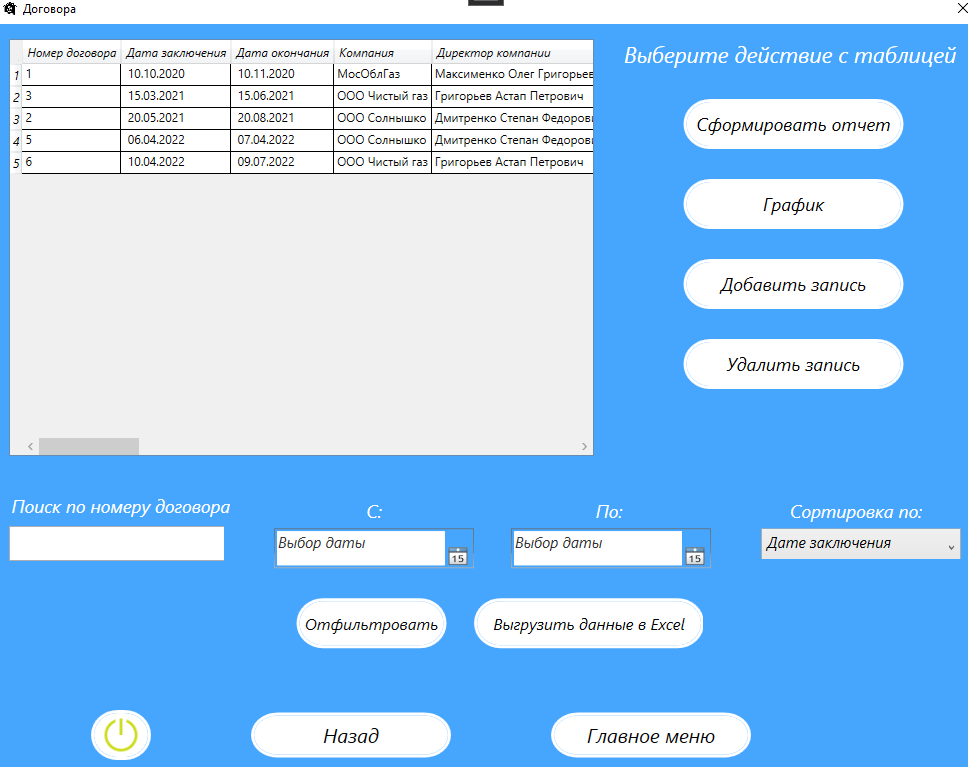 Договора
Номер договора Дата заключения Дата окончания Компания Директор компании
1 1 10.10.2020 10.11.2020 МосОблГаз Максименко Олег Григорьев
2 3 15.03.2021 15.06.2021 ООО Чистый газ Григорьев Астап Петрович
3 2 20.05.2021 20.08.2021 ООО Солнышко Дмитренко Степан Федорови
4 5 06.04.2022 07.04.2022 ООО Солнышко Дмитренко Степан Федорови
5 6 10.04.2022 09.07.2022 ООО Чистый газ Григорьев Астап Петрович
Выберите действие с таблицей
Сформировать отчет
График
Добавить запись
Удалить запись
Поиск по номеру договора
С:
Выбор даты 15
По:
Выбор даты 15
Сортировка по:
Дате заключения
Отфильтровать
Выгрузить данные в Excel
Назад
Главное меню